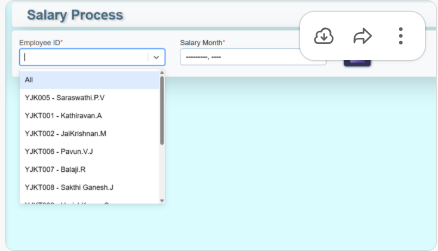 Salary Process
Employee ID*
Salary Month*
---------, ----
All
YJK005 - Saraswathi.P.V
YJKT001 - Kathiravan.A
YJKT002 - JaiKrishnan.M
YJKT006 - Pavun.V.J
YJKT007 - Balaji.R
YJKT008 - Sakthi Ganesh.J